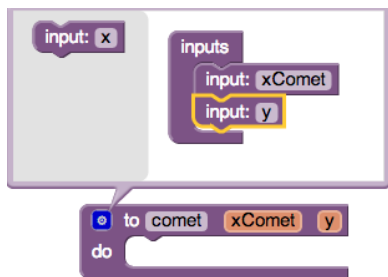 input: x
inputs
input: xComet
input: y
to comet xComet y
do